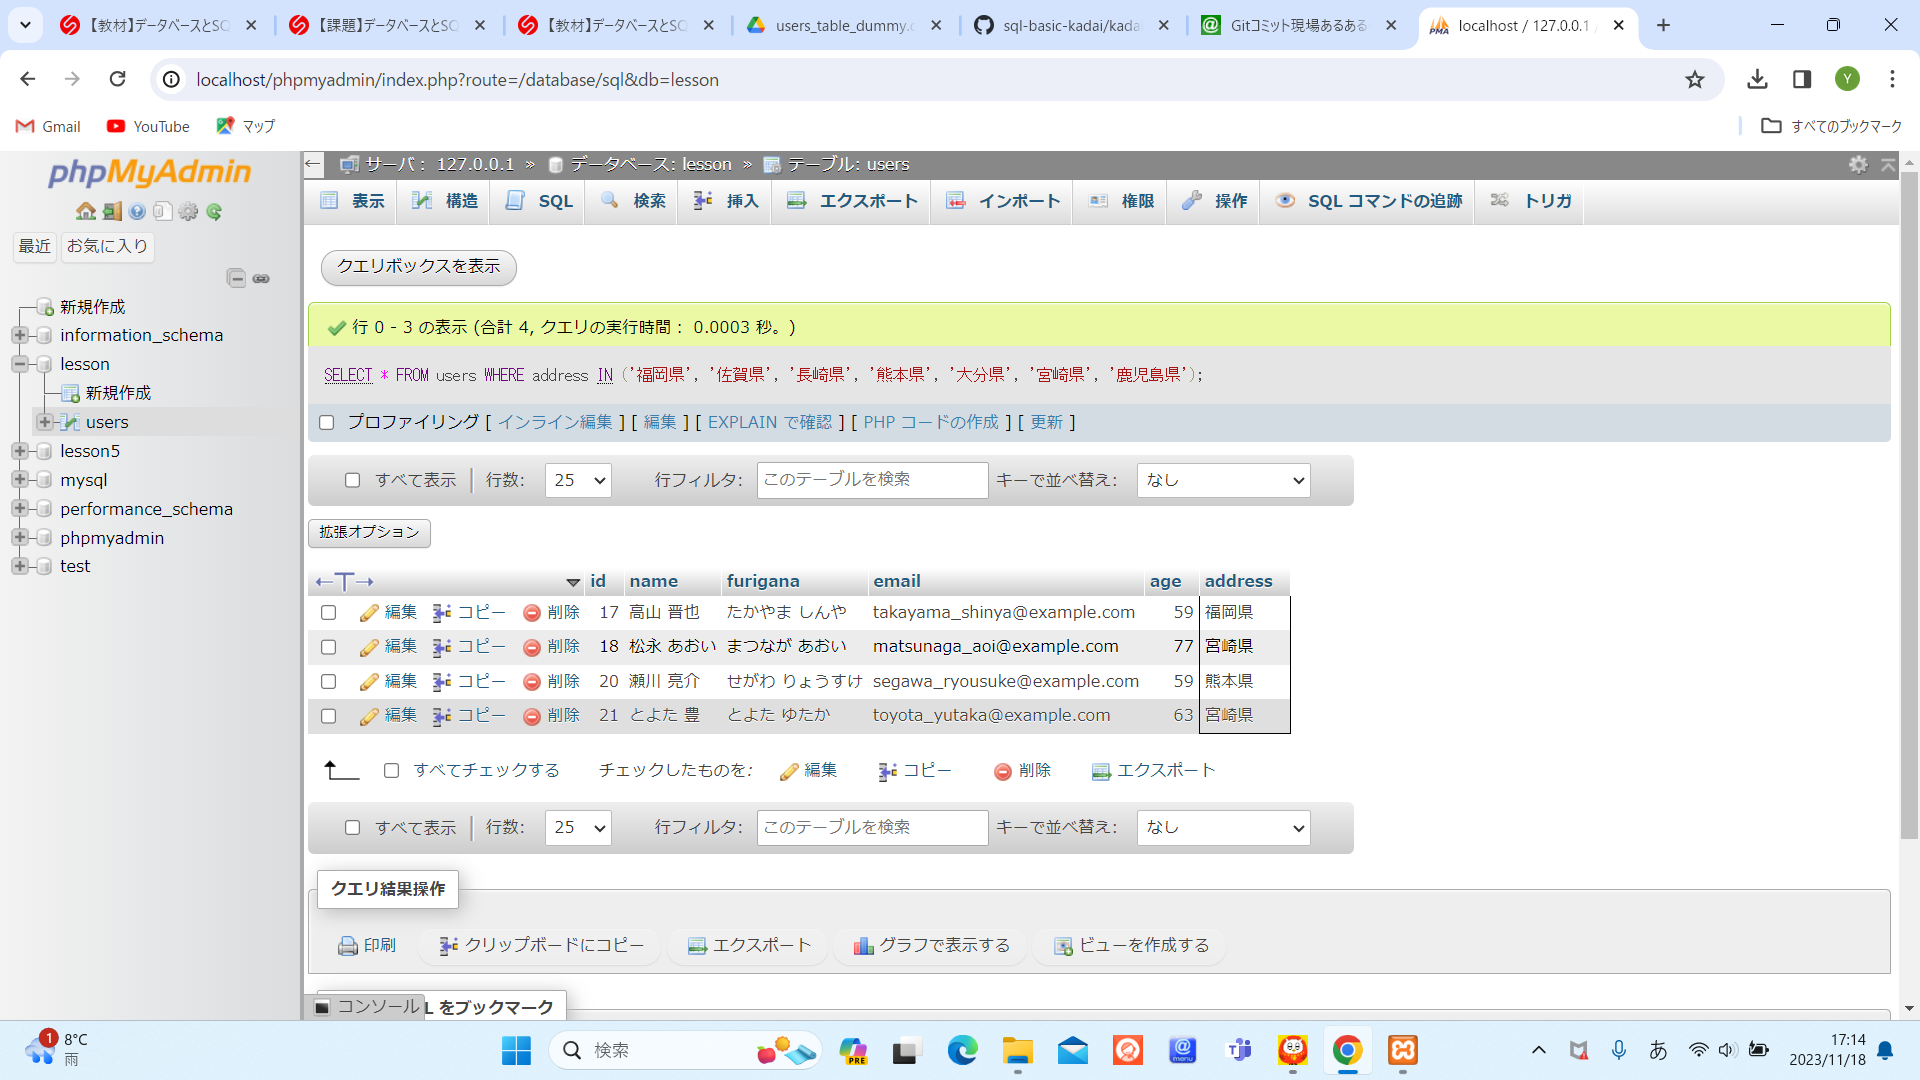 【教材】データベースとSQ
【課題】データベースとSQ
【教材】データベースとSQ
users_table_dummy.c
sql-basic-kadai/kadai
Gitコミット現場あるある
localhost / 127.0.0.1 /
localhost/phpmyadmin/index.php?route=/database/sql&db=lesson
Y
Gmail
YouTube
マップ
すべてのブックマーク
phpMyAdmin
最近
お気に入り
新規作成
information_schema
lesson
新規作成
users
lesson5
mysql
performance_schema
phpmyadmin
test
サーバ: 127.0.0.1 » データベース: lesson » テーブル: users
表示 構造 SQL 検索 挿入 エクスポート インポート 権限 操作 SQL コマンドの追跡 トリガ
クエリボックスを表示
行 0 - 3 の表示 (合計 4, クエリの実行時間: 0.0003 秒。)
SELECT * FROM users WHERE address IN ('福岡県', '佐賀県', '長崎県', '熊本県', '大分県', '宮崎県', '鹿児島県');
プロファイリング [ インライン編集 ] [ 編集 ] [ EXPLAIN で確認 ] [ PHP コードの作成 ] [ 更新 ]
すべて表示 行数: 25 行フィルタ: このテーブルを検索 キーで並べ替え: なし
拡張オプション
←T→ id name furigana email age address
編集 コピー 削除 17 高山 晋也 たかやま しんや takayama_shinya@example.com 59 福岡県
編集 コピー 削除 18 松永 あおい まつなが あおい matsunaga_aoi@example.com 77 宮崎県
編集 コピー 削除 20 瀬川 亮介 せがわ りょうすけ segawa_ryousuke@example.com 59 熊本県
編集 コピー 削除 21 とよた 豊 とよた ゆたか toyota_yutaka@example.com 63 宮崎県
すべてチェックする チェックしたものを: 編集 コピー 削除 エクスポート
すべて表示 行数: 25 行フィルタ: このテーブルを検索 キーで並べ替え: なし
クエリ結果操作
印刷 クリップボードにコピー エクスポート グラフで表示する ビューを作成する
コンソール
L をブックマーク
1
8°C
雨
検索
PRE
@
menu
あ
17:14
2023/11/18